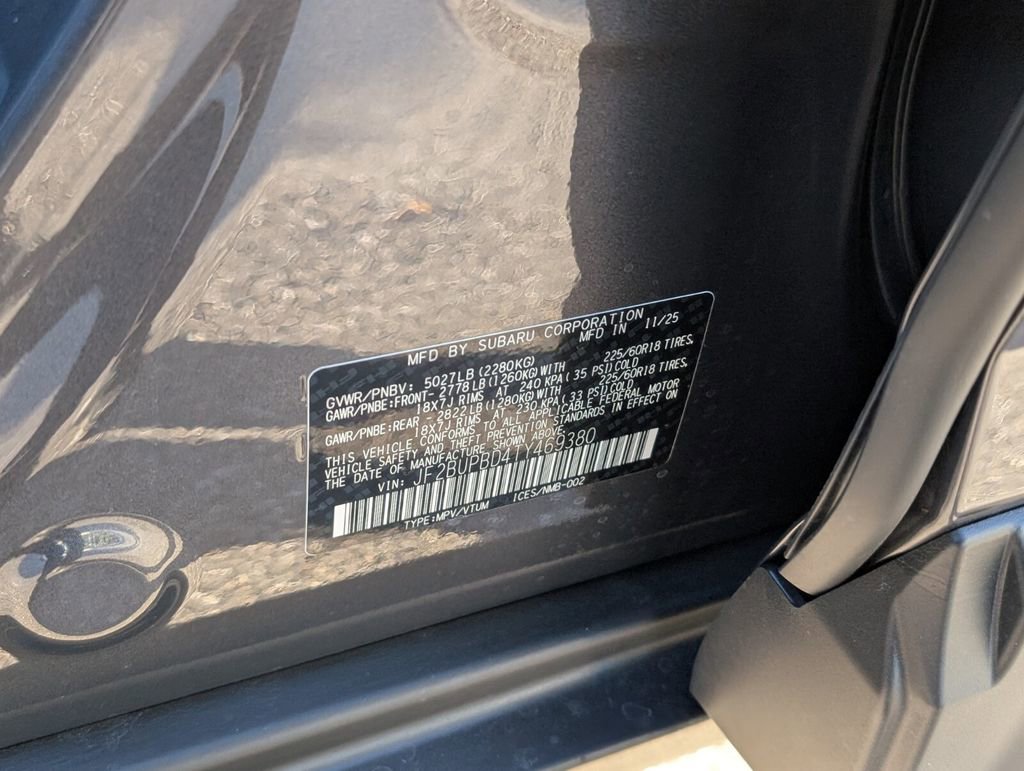 MFD BY SUBARU CORPORATION
MFD IN 11/25
GVWR/PNBV: 5027LB(2280KG)
GAWR/PNBE:FRONT-2778LB(1260KG)WITH 225/60R18 TIRES.
18X7J RIMS AT 240 KPA(35 PSI)COLD
GAWR/PNBE:REAR 2822LB(1280KG)WITH 225/60R18 TIRES.
18X7J RIMS AT 230 KPA(33 PSI)COLD
THIS VEHICLE CONFORMS TO ALL APPLICABLE FEDERAL MOTOR
VEHICLE SAFETY AND THEFT PREVENTION STANDARDS IN EFFECT ON
DATE OF MANUFACTURE SHOWN ABOVE.
VIN: JF2BUPBD4TY469380
TYPE:MPV/VTUM ICES/NMB-002